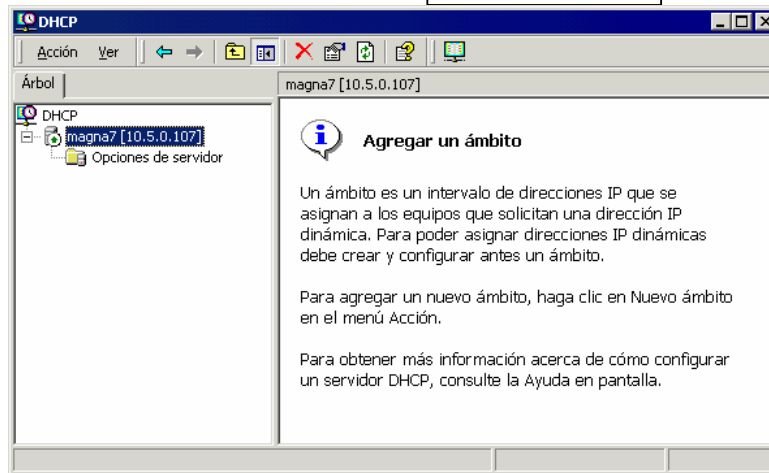 DHCP
Acción Ver
Árbol
magna7 [10.5.0.107]
DHCP
magna7 [10.5.0.107]
Opciones de servidor
Agregar un ámbito
Un ámbito es un intervalo de direcciones IP que se
asignan a los equipos que solicitan una dirección IP
dinámica. Para poder asignar direcciones IP dinámicas
debe crear y configurar antes un ámbito.
Para agregar un nuevo ámbito, haga clic en Nuevo ámbito
en el menú Acción.
Para obtener más información acerca de cómo configurar
un servidor DHCP, consulte la Ayuda en pantalla.